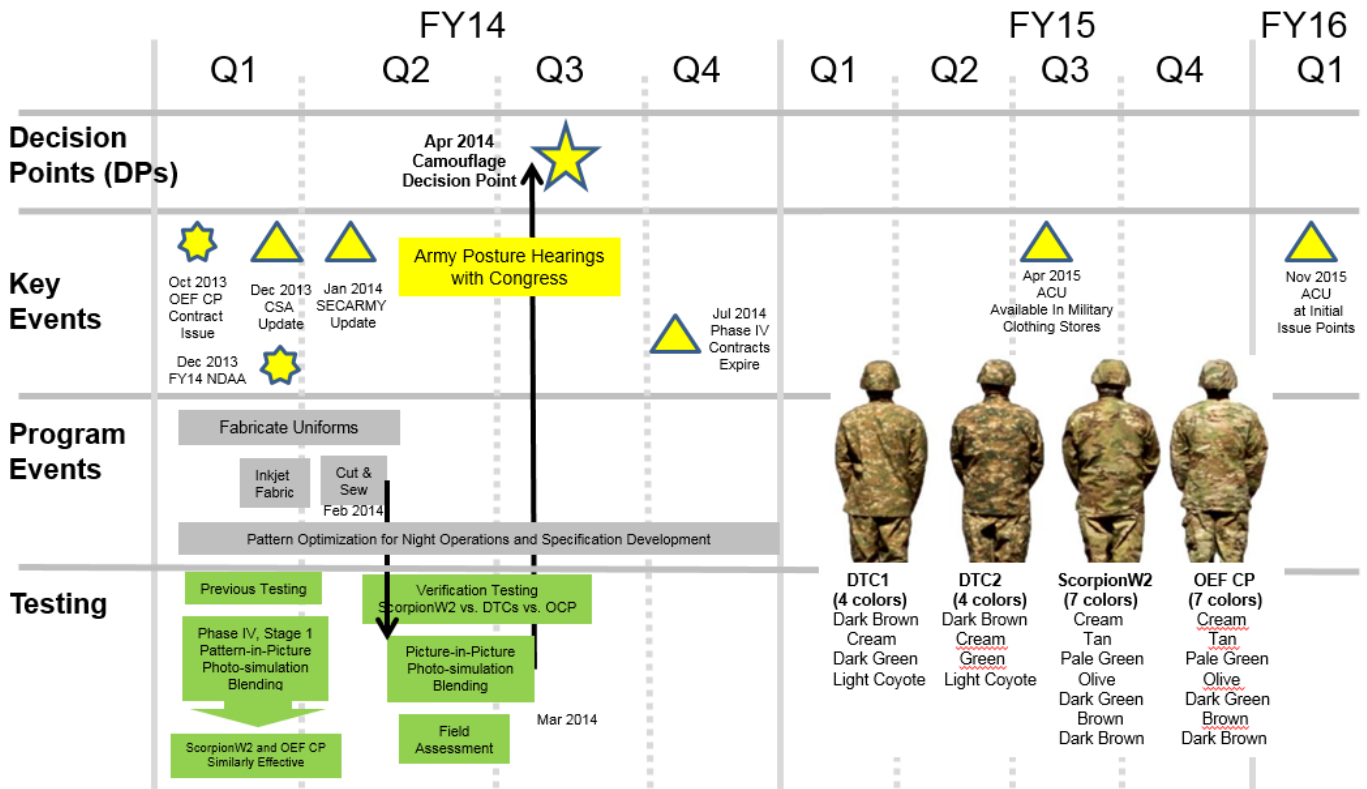 FY14
FY15
FY16
Q1
Q2
Q3
Q4
Q1
Q2
Q3
Q4
Q1
Decision
Points (DPs)
Apr 2014
Camouflage
Decision Point
Key
Events
Oct 2013
OEF CP
Contract
Issue
Dec 2013
CSA
Update
Jan 2014
SECARMY
Update
Army Posture Hearings
with Congress
Dec 2013
FY14 NDAA
Jul 2014
Phase IV
Contracts
Expire
Apr 2015
ACU
Available In Military
Clothing Stores
Nov 2015
ACU
at Initial
Issue Points
Program
Events
Fabricate Uniforms
Inkjet
Fabric
Cut &
Sew
Feb 2014
Pattern Optimization for Night Operations and Specification Development
Testing
Previous Testing
Phase IV, Stage 1
Pattern-in-Picture
Photo-simulation
Blending
ScorpionW2 and OEF CP
Similarly Effective
Verification Testing
ScorpionW2 vs. DTCs vs. OCP
Picture-in-Picture
Photo-simulation
Blending
Field
Assessment
Mar 2014
DTC1
(4 colors)
Dark Brown
Cream
Dark Green
Light Coyote
DTC2
(4 colors)
Dark Brown
Cream
Green
Light Coyote
ScorpionW2
(7 colors)
Cream
Tan
Pale Green
Olive
Dark Green
Brown
Dark Brown
OEF CP
(7 colors)
Cream
Tan
Pale Green
Olive
Dark Green
Brown
Dark Brown